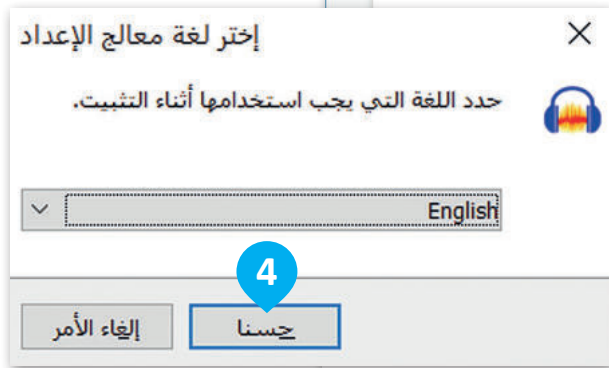 إختر لغة معالج الإعداد
حدد اللغة التي يجب استخدامها أثناء التثبيت.
English
4
حسنا
إلغاء الأمر